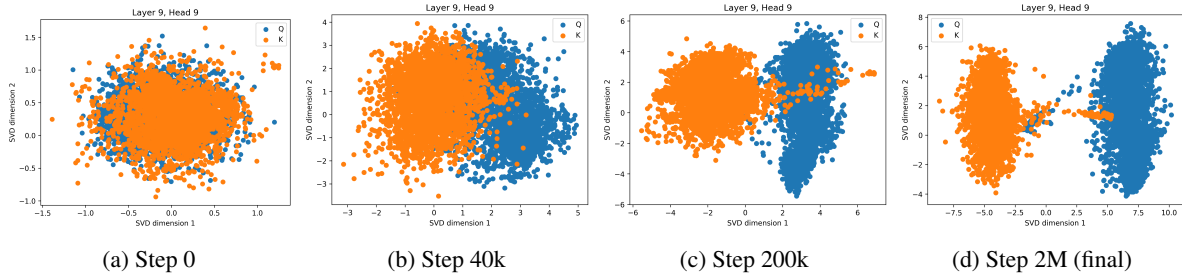 Layer 9, Head 9
Q
K
SVD dimension 2
1.5
1.0
0.5
0.0
−0.5
−1.0
−1.5 −1.0 −0.5 0.0 0.5 1.0
SVD dimension 1
(a) Step 0
Layer 9, Head 9
Q
K
SVD dimension 2
4
3
2
1
0
−1
−2
−3
−3 −2 −1 0 1 2 3 4 5
SVD dimension 1
(b) Step 40k
Layer 9, Head 9
Q
K
SVD dimension 2
6
4
2
0
−2
−4
−6 −4 −2 0 2 4 6
SVD dimension 1
(c) Step 200k
Layer 9, Head 9
Q
K
SVD dimension 2
8
6
4
2
0
−2
−4
−7.5 −5.0 −2.5 0.0 2.5 5.0 7.5 10.0
SVD dimension 1
(d) Step 2M (final)